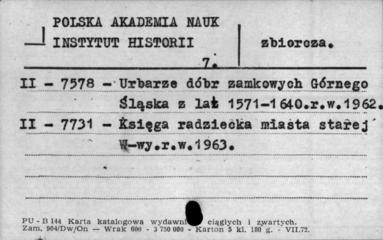 POLSKA AKADEMIA NAUK
INSTYTUT HISTORII
zbiorcza.
7.
II - 7578 - Urbarze dóbr zamkowych Górnego
Śląska z lat 1571-1640.r.w.1962.
II - 7731 - Księga radziecka miasta starej
W-wy.r.w.1963.
PU - B 144 Karta katalogowa wydawni ciągłych i zwartych.
Zam. 904/Dw/On — Wrak 600 - 3 750 000 - Karton 5 kl. 180 g. - VII.72.